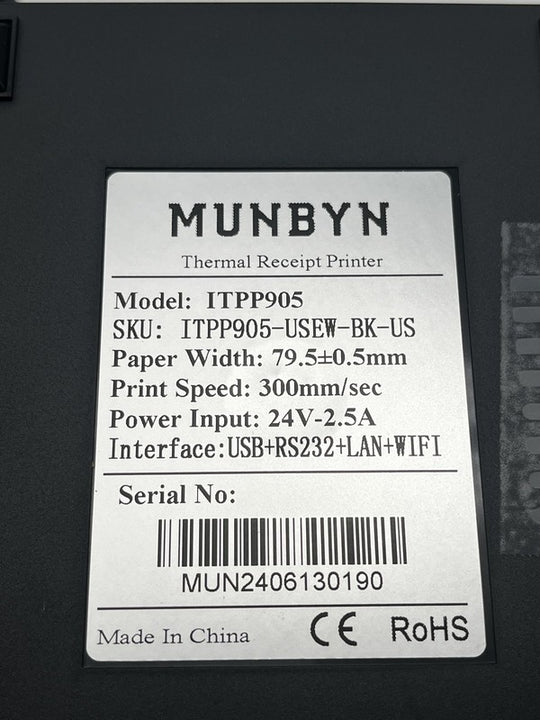 MUNBYN
Thermal Receipt Printer
Model: ITPP905
SKU: ITPP905-USEW-BK-US
Paper Width: 79.5±0.5mm
Print Speed: 300mm/sec
Power Input: 24V-2.5A
Interface:USB+RS232+LAN+WIFI
Serial No:
MUN2406130190
Made In China CE RoHS